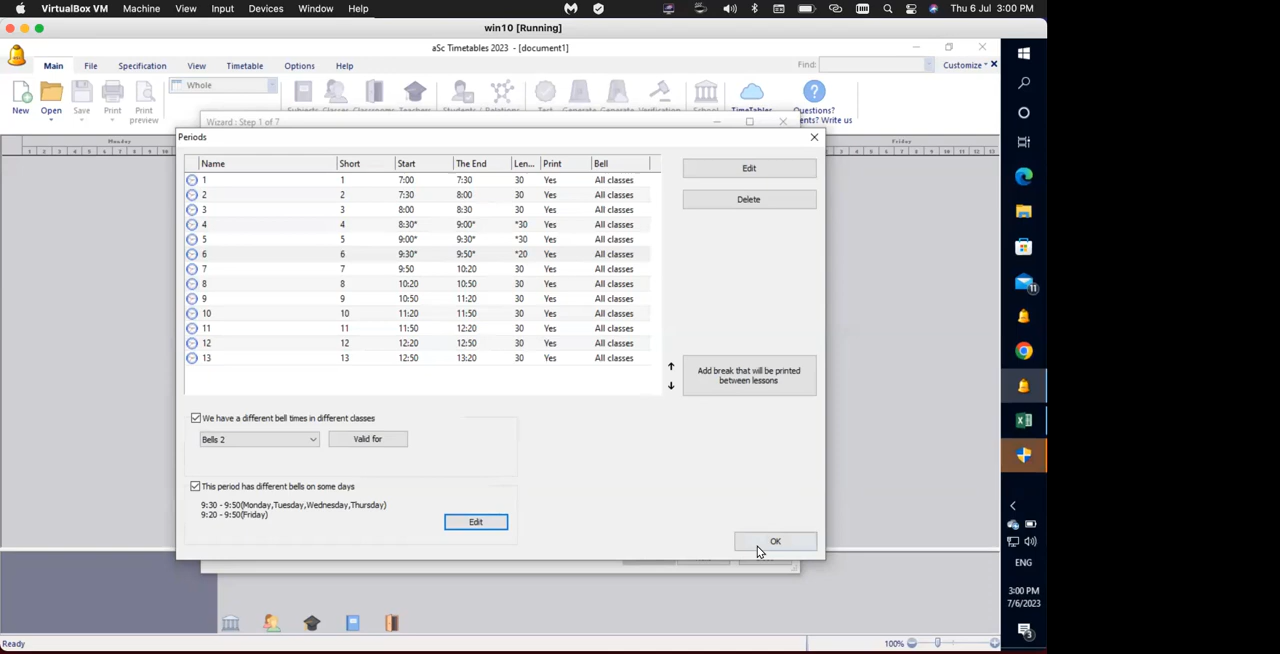 VirtualBox VM Machine View Input Devices Window Help Thu 6 Jul 3:00 PM
win10 [Running]
aSc Timetables 2023 - [document1]
Main File Specification View Timetable Options Help Find: Customize
New Open Save Print Print preview Whole TimeTables Questions?
Write us
Wizard : Step 1 of 7
Monday Friday
Periods
Name Short Start The End Len... Print Bell
1 1 7:00 7:30 30 Yes All classes
2 2 7:30 8:00 30 Yes All classes
3 3 8:00 8:30 30 Yes All classes
4 4 8:30* 9:00* *30 Yes All classes
5 5 9:00* 9:30* *30 Yes All classes
6 6 9:30* 9:50* *20 Yes All classes
7 7 9:50 10:20 30 Yes All classes
8 8 10:20 10:50 30 Yes All classes
9 9 10:50 11:20 30 Yes All classes
10 10 11:20 11:50 30 Yes All classes
11 11 11:50 12:20 30 Yes All classes
12 12 12:20 12:50 30 Yes All classes
13 13 12:50 13:20 30 Yes All classes
Edit
Delete
Add break that will be printed
between lessons
We have a different bell times in different classes
Bells 2 Valid for
This period has different bells on some days
9:30 - 9:50(Monday,Tuesday,Wednesday,Thursday)
9:20 - 9:50(Friday)
Edit
OK
11
ENG
3:00 PM
7/6/2023
3
Ready 100%